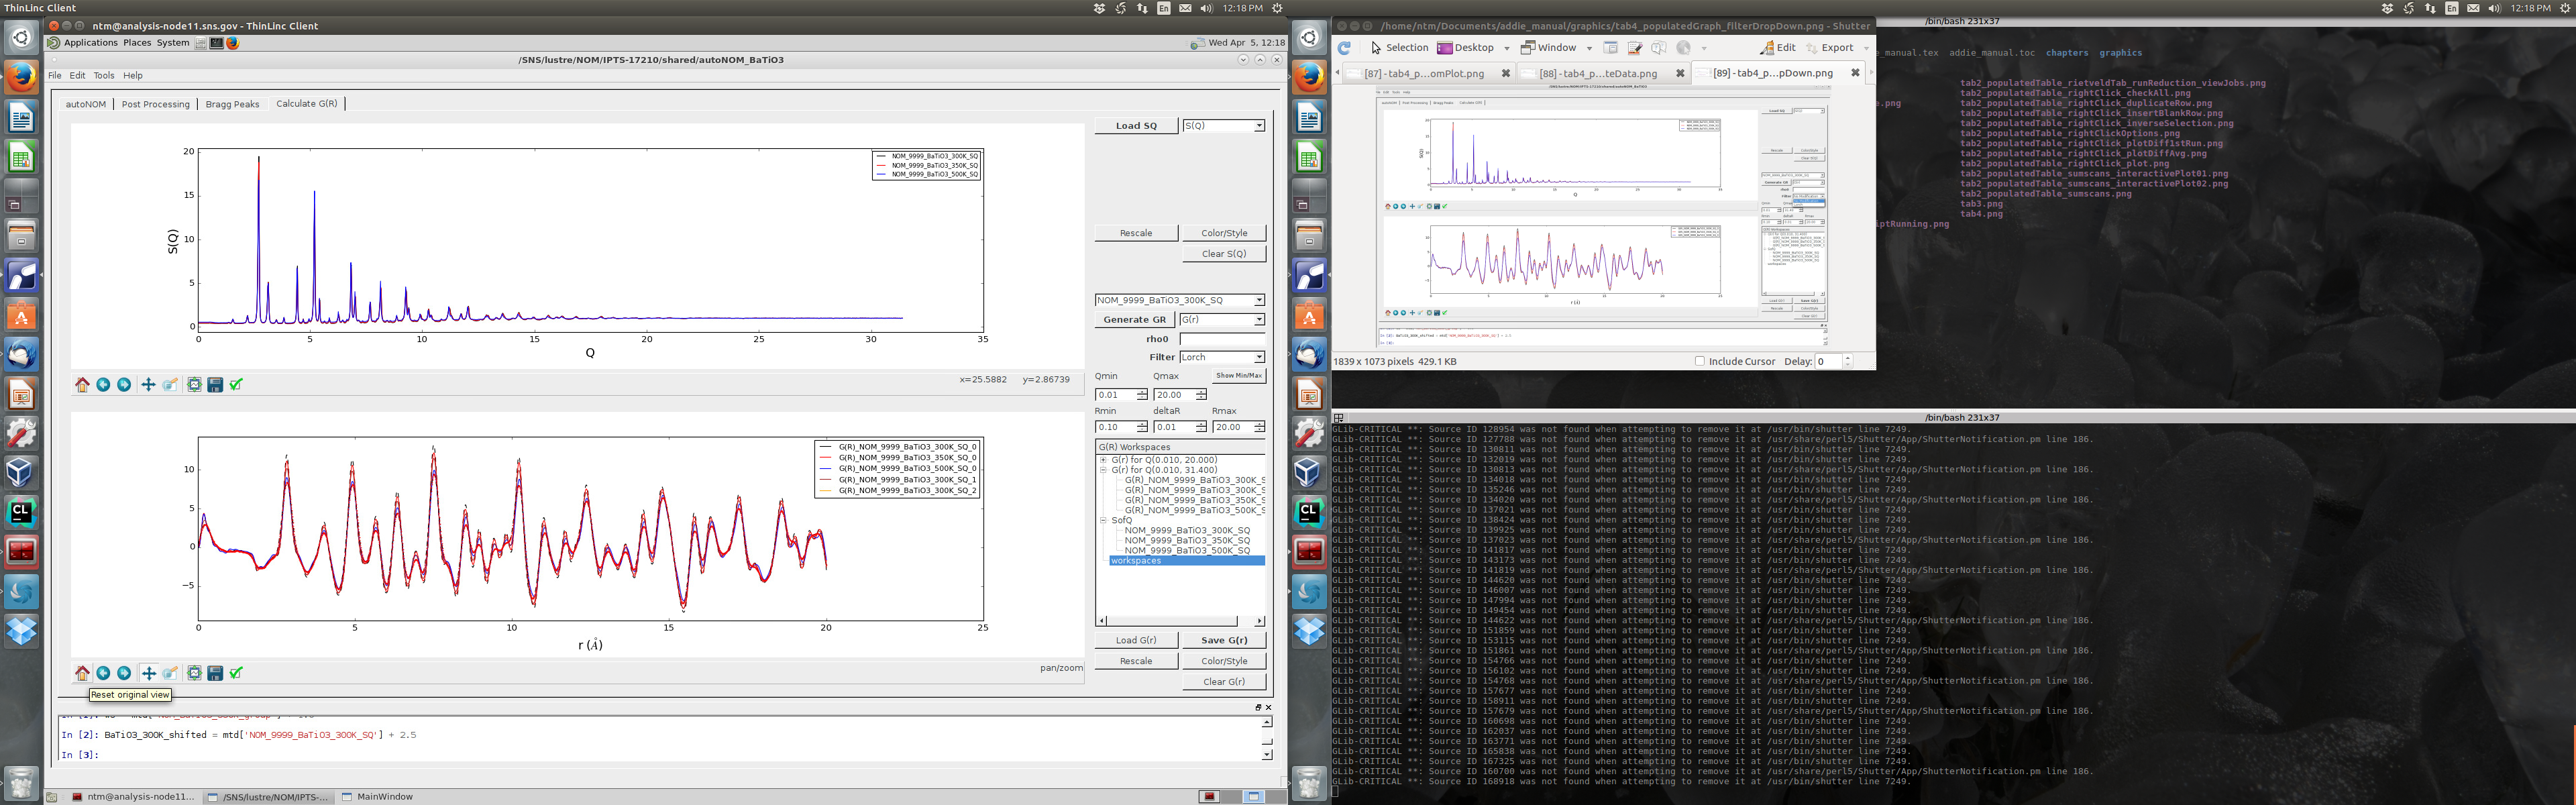 ThinLinc Client
En
12:18 PM
ntm@analysis-node11.sns.gov - ThinLinc Client
Applications Places System
Wed Apr 5, 12:18
/SNS/lustre/NOM/IPTS-17210/shared/autoNOM_BaTiO3
File Edit Tools Help
autoNOM Post Processing Bragg Peaks Calculate G(R)
20
15
10
5
0
S(Q)
NOM_9999_BaTiO3_300K_SQ
NOM_9999_BaTiO3_350K_SQ
NOM_9999_BaTiO3_500K_SQ
0 5 10 15 20 25 30 35
Q
x=25.5882 y=2.86739
10
5
0
−5
G(R)_NOM_9999_BaTiO3_300K_SQ_0
G(R)_NOM_9999_BaTiO3_350K_SQ_0
G(R)_NOM_9999_BaTiO3_500K_SQ_0
G(R)_NOM_9999_BaTiO3_300K_SQ_1
G(R)_NOM_9999_BaTiO3_300K_SQ_2
0 5 10 15 20 25
r (Å)
pan/zoom
Reset original view
Load SQ S(Q)
Rescale Color/Style
Clear S(Q)
NOM_9999_BaTiO3_300K_SQ
Generate GR G(r)
rho0
Filter Lorch
Qmin Qmax Show Min/Max
0.01 20.00
Rmin deltaR Rmax
0.10 0.01 20.00
G(R) Workspaces
G(r) for Q(0.010, 20.000)
G(r) for Q(0.010, 31.400)
G(R)_NOM_9999_BaTiO3_300K_S
G(R)_NOM_9999_BaTiO3_350K_S
G(R)_NOM_9999_BaTiO3_500K_S
SofQ
NOM_9999_BaTiO3_300K_SQ
NOM_9999_BaTiO3_350K_SQ
NOM_9999_BaTiO3_500K_SQ
workspaces
Load G(r) Save G(r)
Rescale Color/Style
Clear G(r)
In [2]: BaTiO3_300K_shifted = mtd['NOM_9999_BaTiO3_300K_SQ'] + 2.5
In [3]:
ntm@analysis-node11... /SNS/lustre/NOM/IPTS-... MainWindow
ThinLinc Client
En
12:18 PM
/home/ntm/Documents/addie_manual/graphics/tab4_populatedGraph_filterDropDown.png - Shutter
Selection Desktop Window Edit Export
[87] - tab4_p...omPlot.png [88] - tab4_p...teData.png [89] - tab4_p...pDown.png
1839 x 1073 pixels 429.1 KB
Include Cursor Delay: 0
/bin/bash 231x37
e_manual.tex addie_manual.toc chapters graphics
tab2_populatedTable_rietveldTab_runReduction_viewJobs.png
tab2_populatedTable_rightClick_checkAll.png
e.png tab2_populatedTable_rightClick_duplicateRow.png
tab2_populatedTable_rightClick_insertBlankRow.png
tab2_populatedTable_rightClick_inverseSelection.png
tab2_populatedTable_rightClickOptions.png
tab2_populatedTable_rightClick_plotDiff1stRun.png
tab2_populatedTable_rightClick_plotDiffAvg.png
tab2_populatedTable_rightClick_plot.png
tab2_populatedTable_sumscans_interactivePlot01.png
tab2_populatedTable_sumscans_interactivePlot02.png
tab2_populatedTable_sumscans.png
tab3.png
tab4.png
iptRunning.png
/bin/bash 231x37
GLib-CRITICAL **: Source ID 128954 was not found when attempting to remove it at /usr/bin/shutter line 7249.
GLib-CRITICAL **: Source ID 127788 was not found when attempting to remove it at /usr/share/perl5/Shutter/App/ShutterNotification.pm line 186.
GLib-CRITICAL **: Source ID 130811 was not found when attempting to remove it at /usr/bin/shutter line 7249.
GLib-CRITICAL **: Source ID 132019 was not found when attempting to remove it at /usr/bin/shutter line 7249.
GLib-CRITICAL **: Source ID 130813 was not found when attempting to remove it at /usr/share/perl5/Shutter/App/ShutterNotification.pm line 186.
GLib-CRITICAL **: Source ID 134018 was not found when attempting to remove it at /usr/bin/shutter line 7249.
GLib-CRITICAL **: Source ID 135246 was not found when attempting to remove it at /usr/bin/shutter line 7249.
GLib-CRITICAL **: Source ID 134020 was not found when attempting to remove it at /usr/share/perl5/Shutter/App/ShutterNotification.pm line 186.
GLib-CRITICAL **: Source ID 137021 was not found when attempting to remove it at /usr/bin/shutter line 7249.
GLib-CRITICAL **: Source ID 138424 was not found when attempting to remove it at /usr/bin/shutter line 7249.
GLib-CRITICAL **: Source ID 139925 was not found when attempting to remove it at /usr/bin/shutter line 7249.
GLib-CRITICAL **: Source ID 137023 was not found when attempting to remove it at /usr/share/perl5/Shutter/App/ShutterNotification.pm line 186.
GLib-CRITICAL **: Source ID 141817 was not found when attempting to remove it at /usr/bin/shutter line 7249.
GLib-CRITICAL **: Source ID 143173 was not found when attempting to remove it at /usr/bin/shutter line 7249.
GLib-CRITICAL **: Source ID 141819 was not found when attempting to remove it at /usr/share/perl5/Shutter/App/ShutterNotification.pm line 186.
GLib-CRITICAL **: Source ID 144620 was not found when attempting to remove it at /usr/bin/shutter line 7249.
GLib-CRITICAL **: Source ID 146007 was not found when attempting to remove it at /usr/bin/shutter line 7249.
GLib-CRITICAL **: Source ID 147994 was not found when attempting to remove it at /usr/bin/shutter line 7249.
GLib-CRITICAL **: Source ID 149454 was not found when attempting to remove it at /usr/bin/shutter line 7249.
GLib-CRITICAL **: Source ID 144622 was not found when attempting to remove it at /usr/share/perl5/Shutter/App/ShutterNotification.pm line 186.
GLib-CRITICAL **: Source ID 151859 was not found when attempting to remove it at /usr/bin/shutter line 7249.
GLib-CRITICAL **: Source ID 153115 was not found when attempting to remove it at /usr/bin/shutter line 7249.
GLib-CRITICAL **: Source ID 151861 was not found when attempting to remove it at /usr/share/perl5/Shutter/App/ShutterNotification.pm line 186.
GLib-CRITICAL **: Source ID 154766 was not found when attempting to remove it at /usr/bin/shutter line 7249.
GLib-CRITICAL **: Source ID 156102 was not found when attempting to remove it at /usr/bin/shutter line 7249.
GLib-CRITICAL **: Source ID 154768 was not found when attempting to remove it at /usr/share/perl5/Shutter/App/ShutterNotification.pm line 186.
GLib-CRITICAL **: Source ID 157677 was not found when attempting to remove it at /usr/bin/shutter line 7249.
GLib-CRITICAL **: Source ID 158911 was not found when attempting to remove it at /usr/bin/shutter line 7249.
GLib-CRITICAL **: Source ID 157679 was not found when attempting to remove it at /usr/share/perl5/Shutter/App/ShutterNotification.pm line 186.
GLib-CRITICAL **: Source ID 160698 was not found when attempting to remove it at /usr/bin/shutter line 7249.
GLib-CRITICAL **: Source ID 162037 was not found when attempting to remove it at /usr/bin/shutter line 7249.
GLib-CRITICAL **: Source ID 163771 was not found when attempting to remove it at /usr/bin/shutter line 7249.
GLib-CRITICAL **: Source ID 165838 was not found when attempting to remove it at /usr/bin/shutter line 7249.
GLib-CRITICAL **: Source ID 167325 was not found when attempting to remove it at /usr/bin/shutter line 7249.
GLib-CRITICAL **: Source ID 160700 was not found when attempting to remove it at /usr/share/perl5/Shutter/App/ShutterNotification.pm line 186.
GLib-CRITICAL **: Source ID 168918 was not found when attempting to remove it at /usr/bin/shutter line 7249.